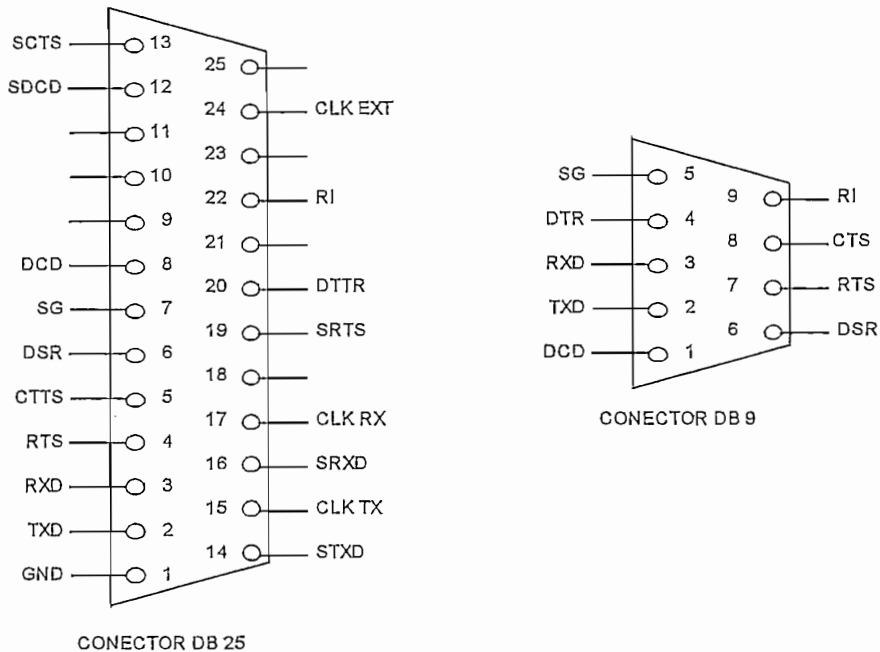 SCTS 13
25
SDCD 12
24 CLK EXT
11
23
10
22 RI
9
21
DCD 8
20 DTTR
SG 7
19 SRTS
DSR 6
18
CTTS 5
17 CLK RX
RTS 4
16 SRXD
RXD 3
15 CLK TX
TXD 2
14 STXD
GND 1
CONECTOR DB 25
SG 5
9 RI
DTR 4
8 CTS
RXD 3
7 RTS
TXD 2
6 DSR
DCD 1
CONECTOR DB 9